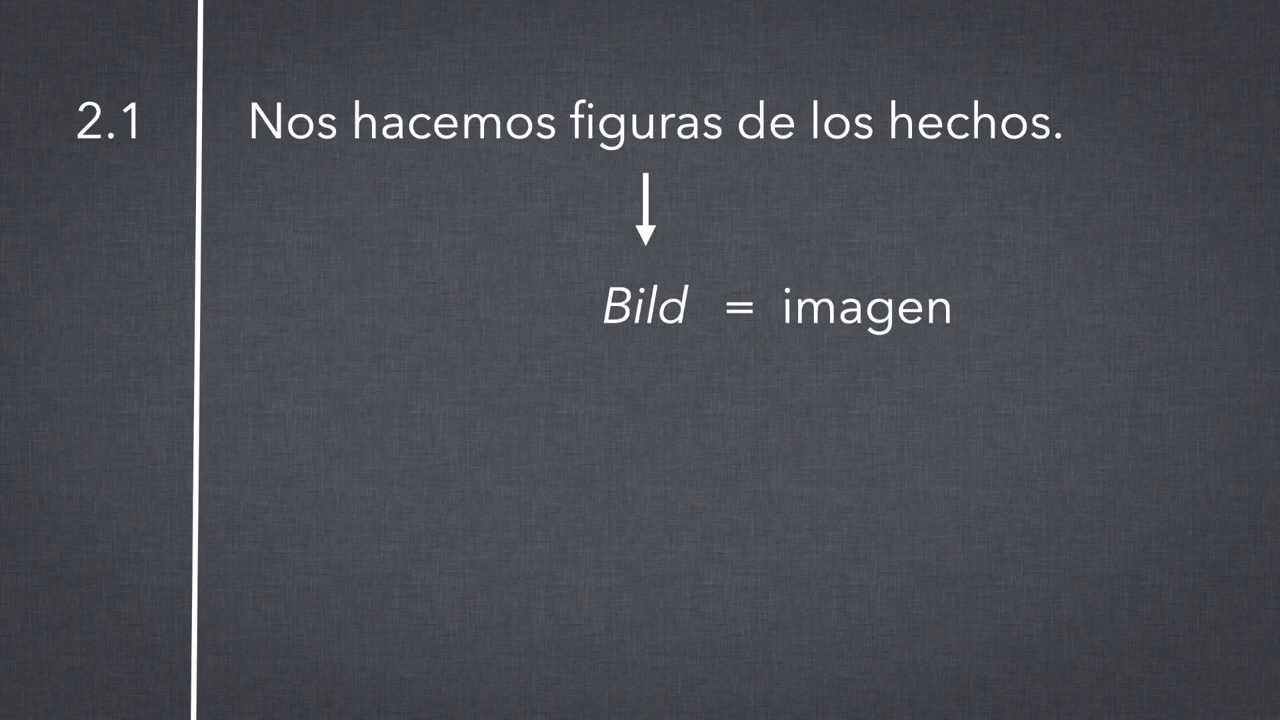 2.1 Nos hacemos figuras de los hechos.
Bild = imagen